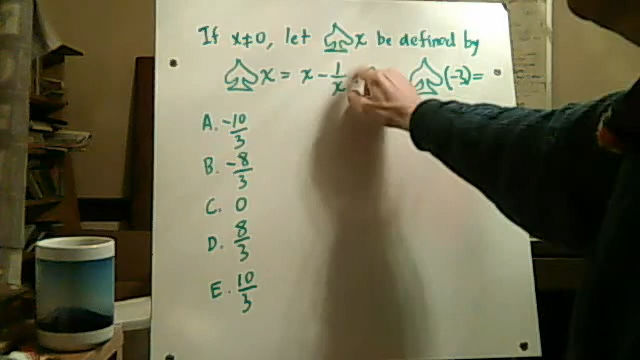 If x≠0, let ♤x be defined by
♤x = x - 1/x ♤(-3) =
A. -10/3
B. -8/3
C. 0
D. 8/3
E. 10/3